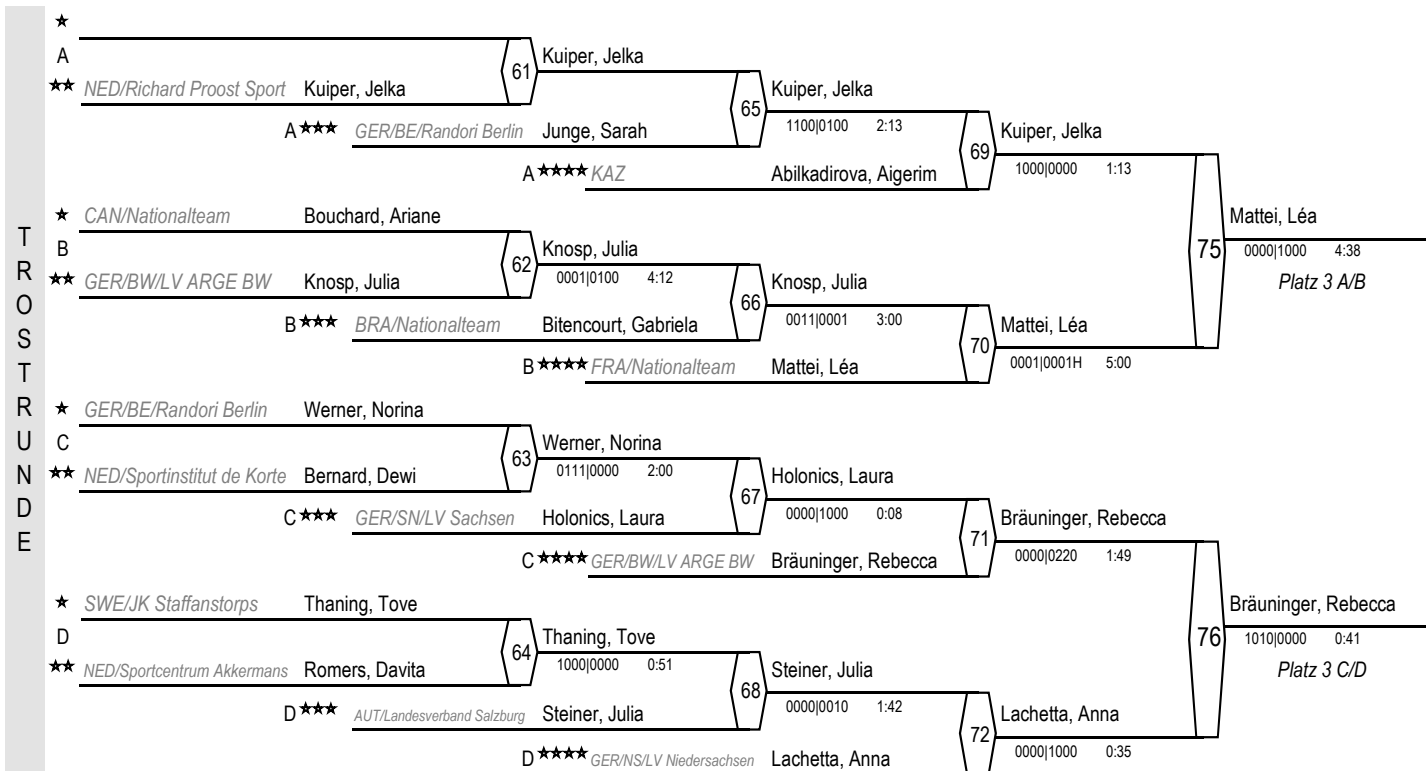 TROSTRUNDE
A
61
Kuiper, Jelka
NED/Richard Proost Sport Kuiper, Jelka
65
Kuiper, Jelka
1100|0100 2:13
A GER/BE/Randori Berlin Junge, Sarah
69
Kuiper, Jelka
1000|0000 1:13
A KAZ Abilkadirova, Aigerim
CAN/Nationalteam Bouchard, Ariane
B
62
Knosp, Julia
0001|0100 4:12
GER/BW/LV ARGE BW Knosp, Julia
66
Knosp, Julia
0011|0001 3:00
B BRA/Nationalteam Bitencourt, Gabriela
70
Mattei, Léa
0001|0001H 5:00
B FRA/Nationalteam Mattei, Léa
75
Mattei, Léa
0000|1000 4:38
Platz 3 A/B
GER/BE/Randori Berlin Werner, Norina
C
63
Werner, Norina
0111|0000 2:00
NED/Sportinstitut de Korte Bernard, Dewi
67
Holonics, Laura
0000|1000 0:08
C GER/SN/LV Sachsen Holonics, Laura
71
Bräuninger, Rebecca
0000|0220 1:49
C GER/BW/LV ARGE BW Bräuninger, Rebecca
SWE/JK Staffanstorps Thaning, Tove
D
64
Thaning, Tove
1000|0000 0:51
NED/Sportcentrum Akkermans Romers, Davita
68
Steiner, Julia
0000|0010 1:42
D AUT/Landesverband Salzburg Steiner, Julia
72
Lachetta, Anna
0000|1000 0:35
D GER/NS/LV Niedersachsen Lachetta, Anna
76
Bräuninger, Rebecca
1010|0000 0:41
Platz 3 C/D